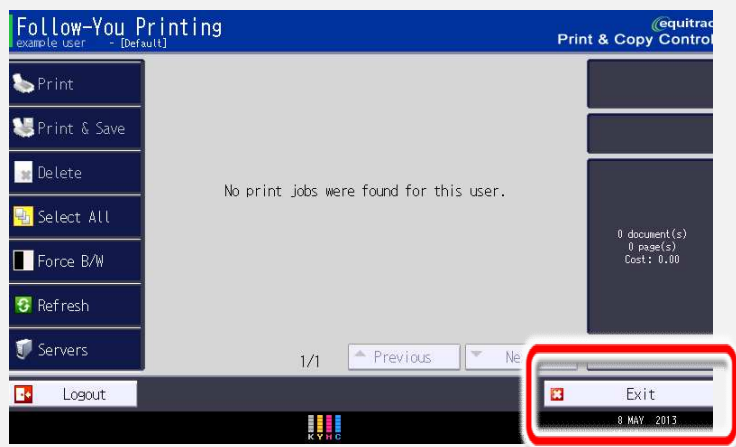 Follow-You Printing
example user - [Default]
equitrac
Print & Copy Control
Print
Print & Save
Delete
Select All
Force B/W
Refresh
Servers
No print jobs were found for this user.
0 document(s)
0 page(s)
Cost: 0.00
1/1
Previous
Ne
Logout
Exit
8 MAY 2013
K Y M C